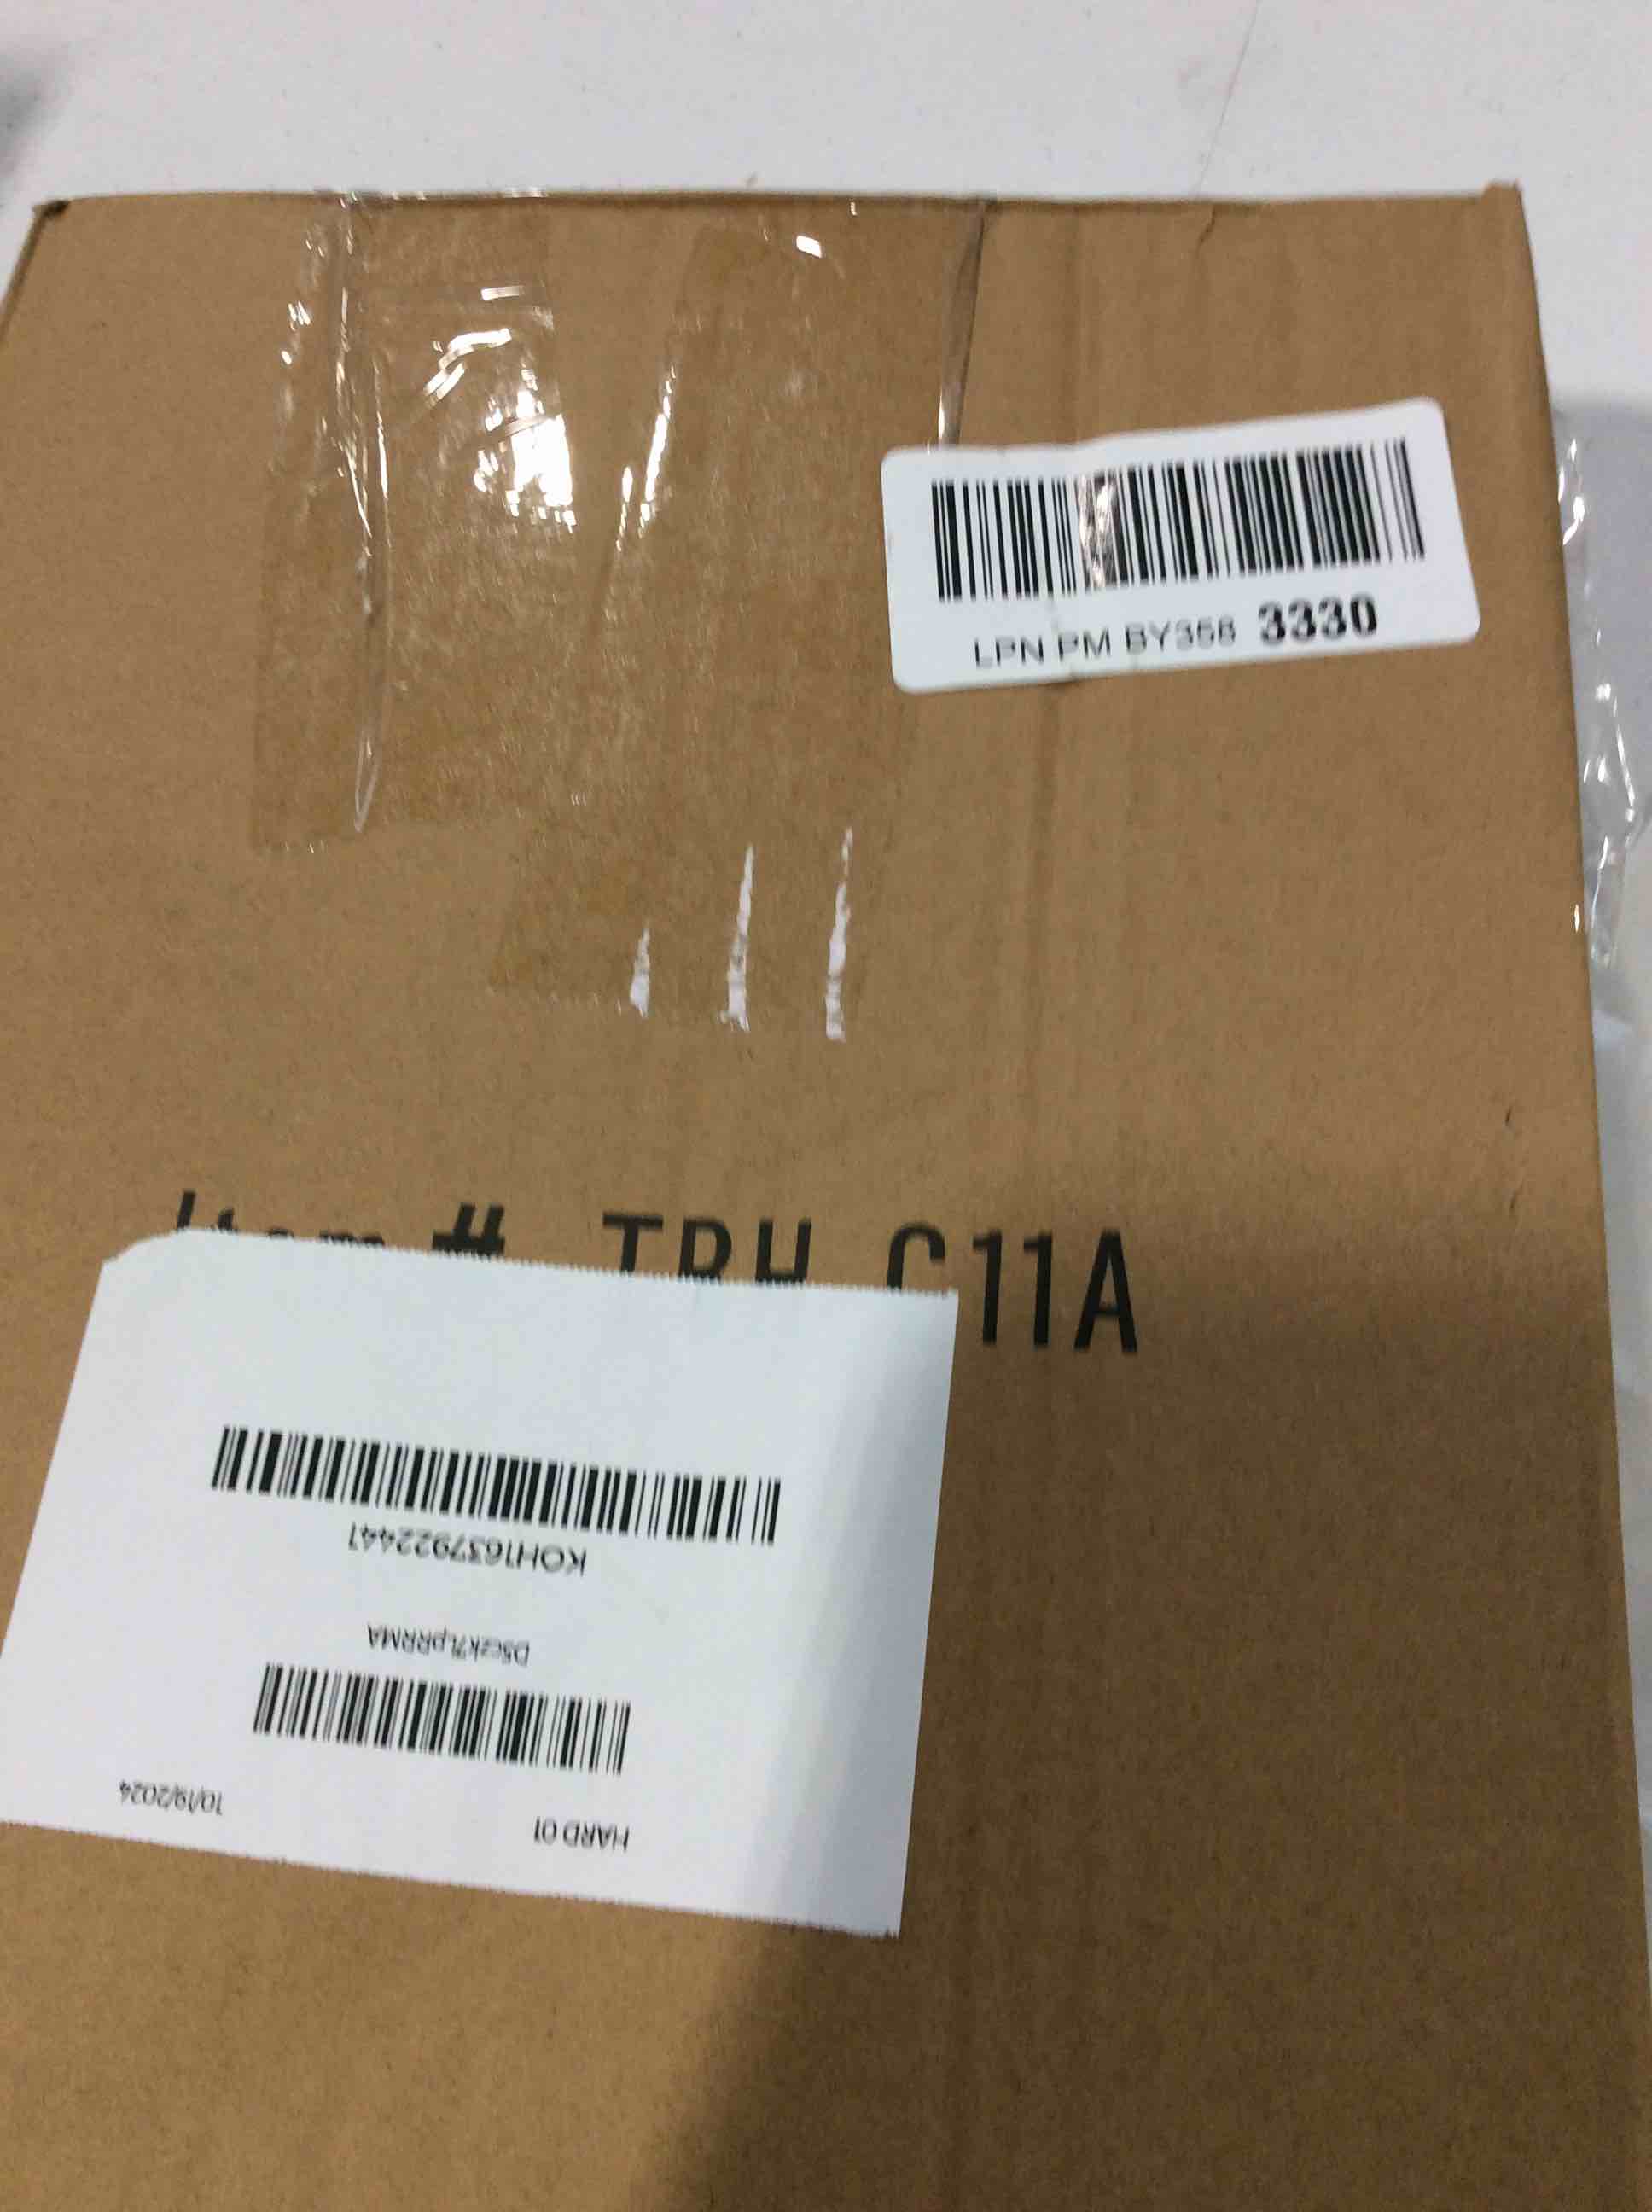 LPN PM BY358 3330
Item # TRH C11A
HARD 01
10/19/2024
D5czk7LpRRMA
KOH1637922441